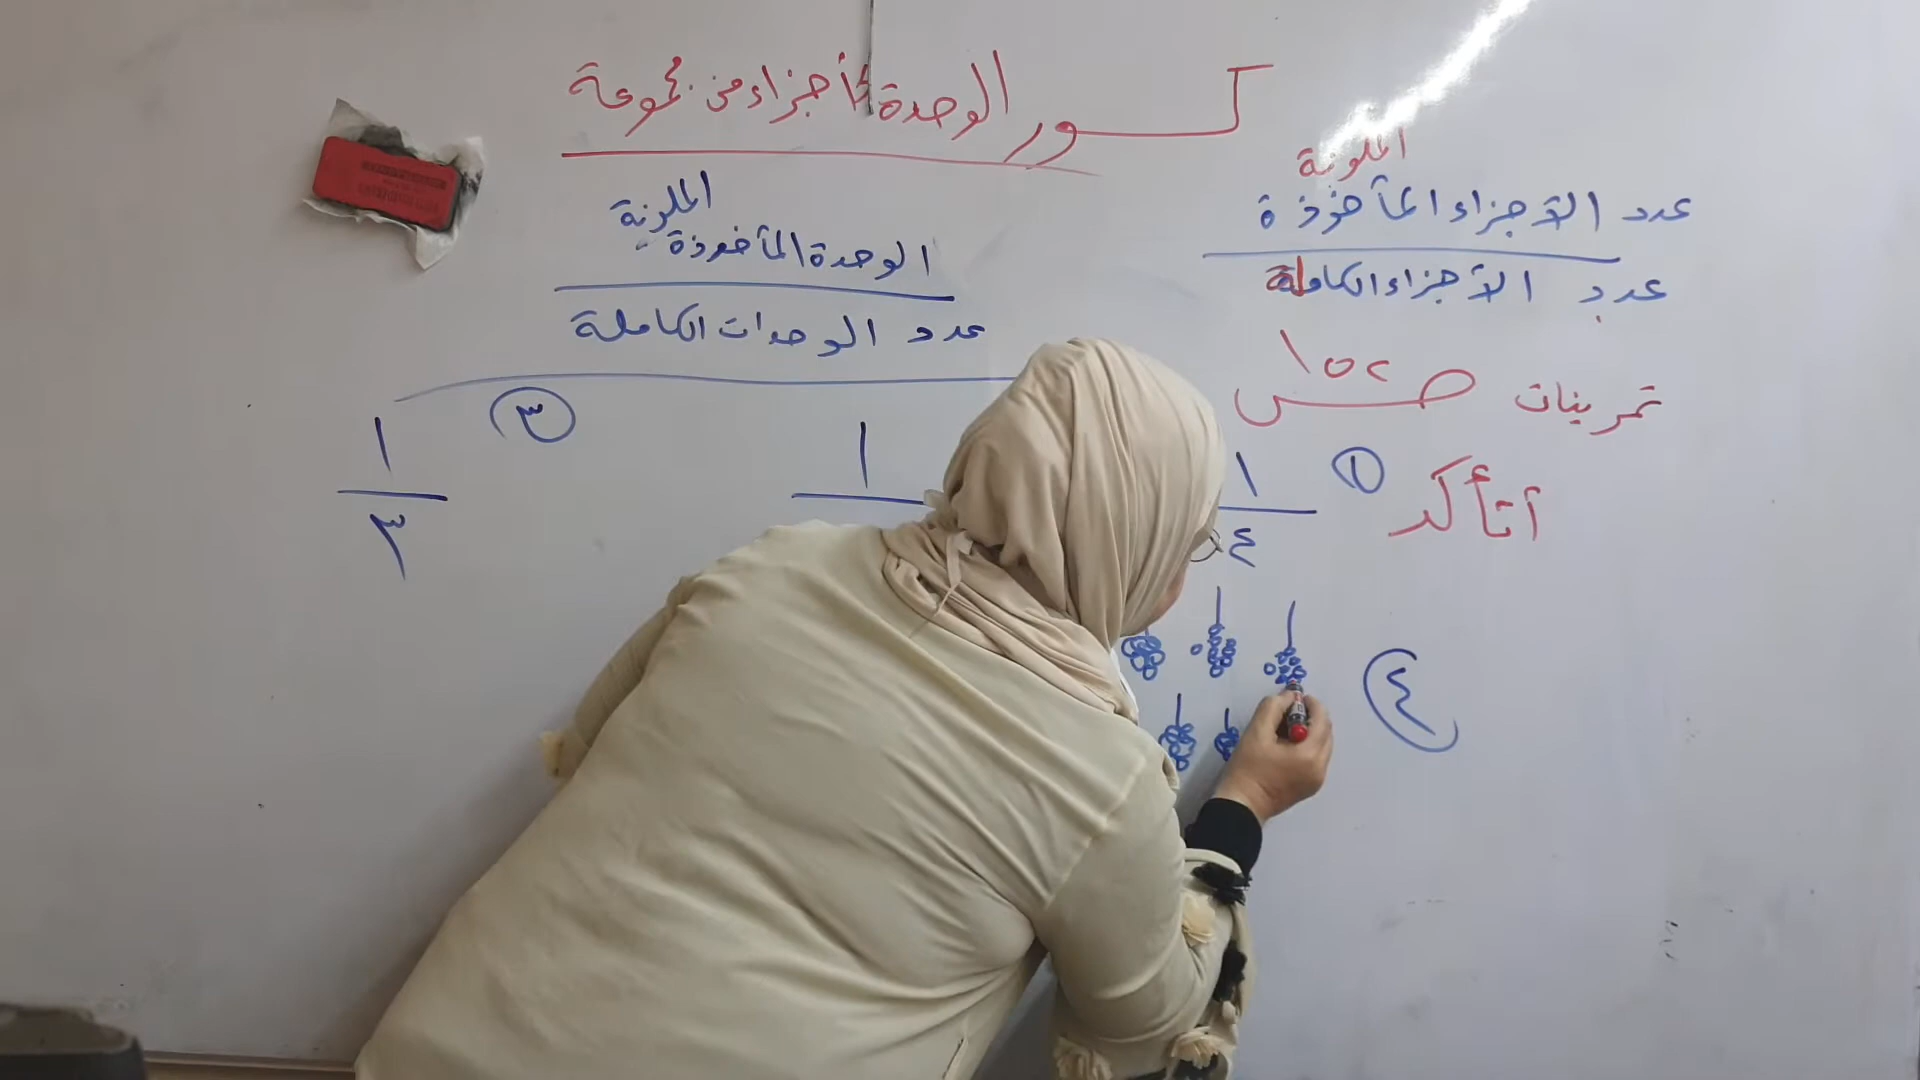 كسور الوحدة كأجزاء من مجموعة
الملونة
عدد الأجزاء المأخوذة
عدد الأجزاء الكاملة
الملونة
الوحدة المأخوذة
عدد الوحدات الكاملة
تمرينات ص ١٥٢
أتأكد
١
١
٤
١
٣
١
٣
٤